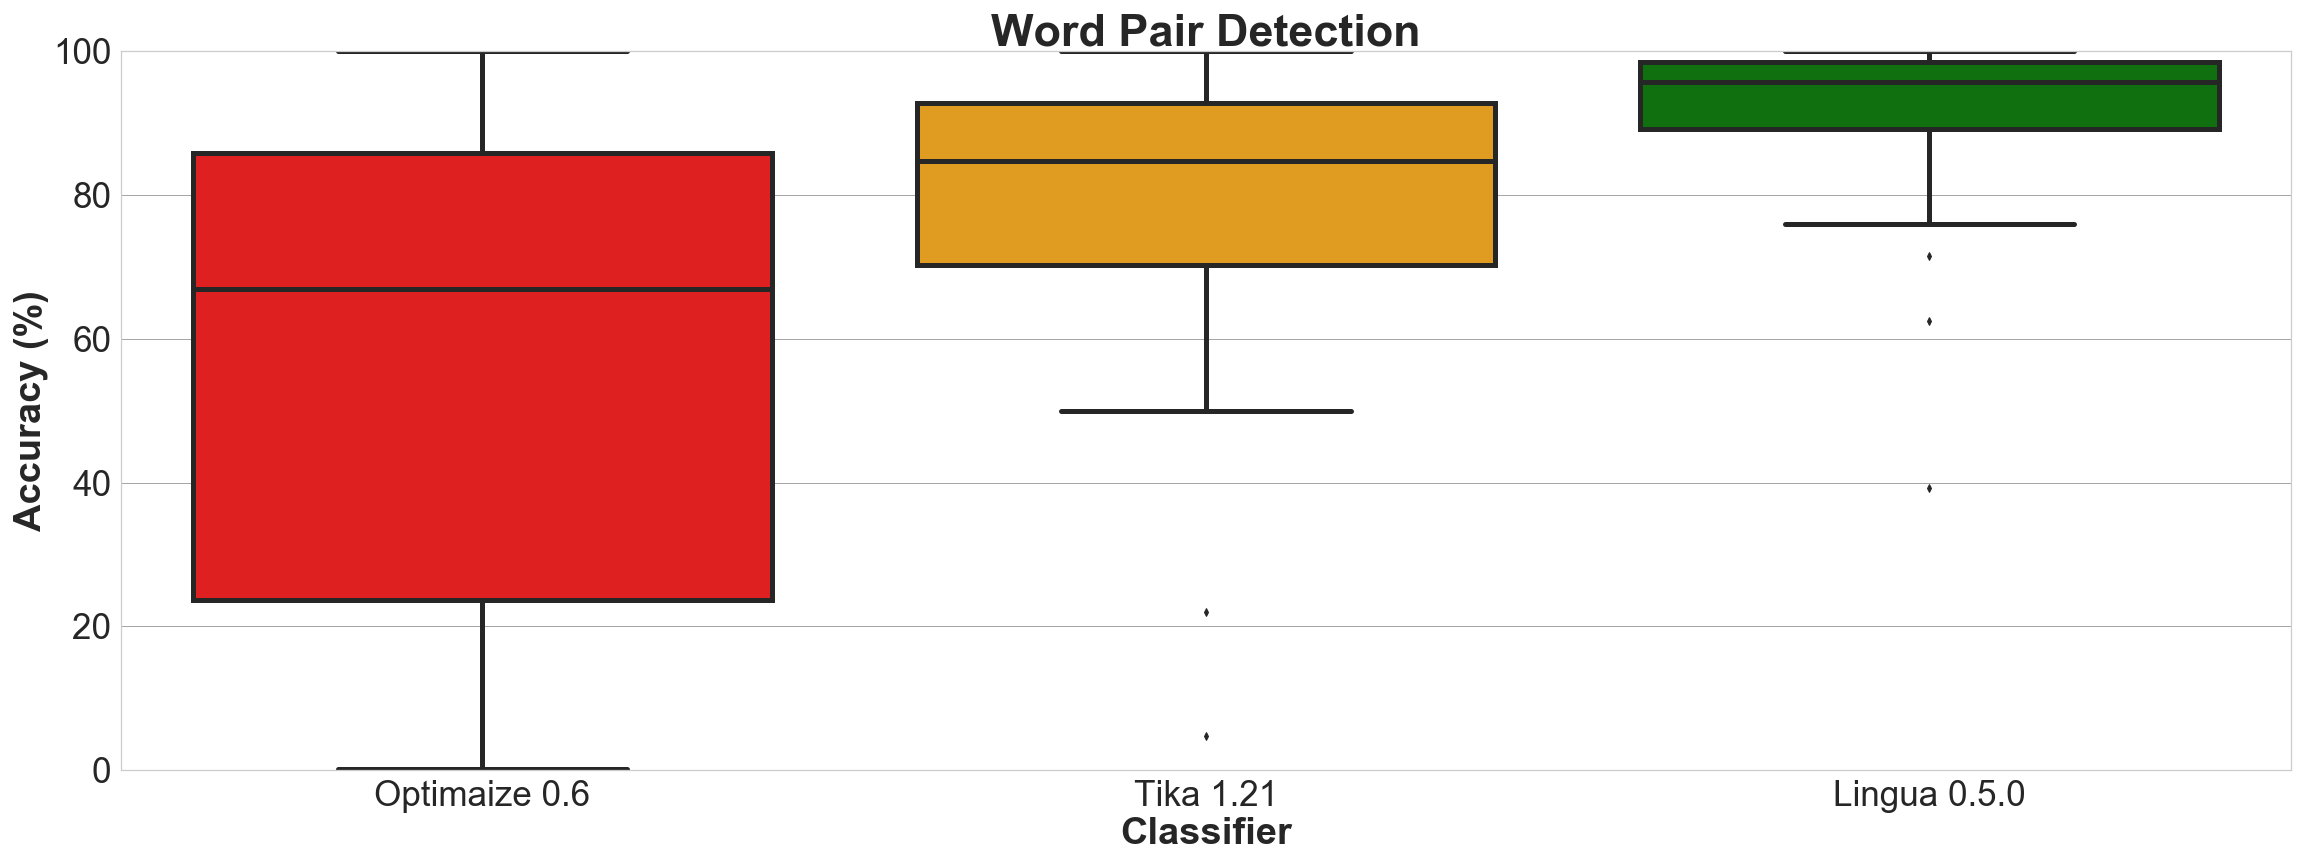 Word Pair Detection
100
80
60
40
20
0
Accuracy (%)
Optimaize 0.6
Tika 1.21
Lingua 0.5.0
Classifier